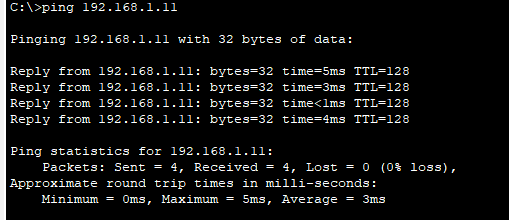 C:\>ping 192.168.1.11
Pinging 192.168.1.11 with 32 bytes of data:
Reply from 192.168.1.11: bytes=32 time=5ms TTL=128
Reply from 192.168.1.11: bytes=32 time=3ms TTL=128
Reply from 192.168.1.11: bytes=32 time<1ms TTL=128
Reply from 192.168.1.11: bytes=32 time=4ms TTL=128
Ping statistics for 192.168.1.11:
    Packets: Sent = 4, Received = 4, Lost = 0 (0% loss),
Approximate round trip times in milli-seconds:
    Minimum = 0ms, Maximum = 5ms, Average = 3ms